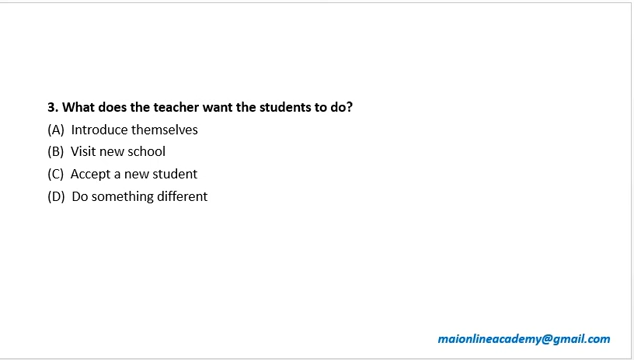 3. What does the teacher want the students to do?
(A) Introduce themselves
(B) Visit new school
(C) Accept a new student
(D) Do something different
maionlineacademy@gmail.com